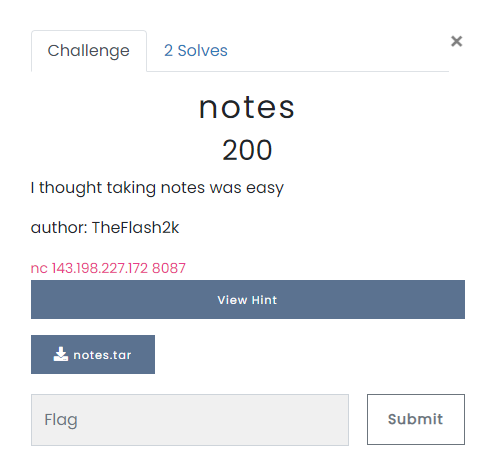 Challenge
2 Solves
×
notes
200
I thought taking notes was easy
author: TheFlash2k
nc 143.198.227.172 8087
View Hint
notes.tar
Flag
Submit